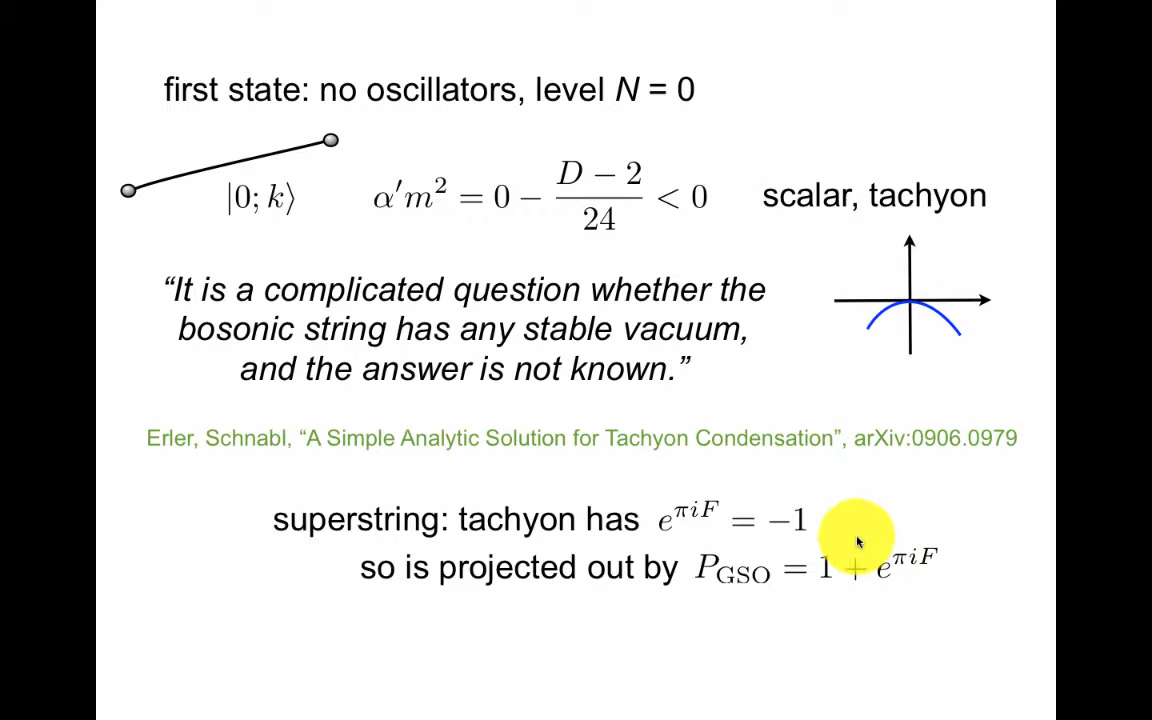 first state: no oscillators, level N = 0
|0; k⟩ α′m² = 0 − (D − 2)/24 < 0 scalar, tachyon
“It is a complicated question whether the
bosonic string has any stable vacuum,
and the answer is not known.”
Erler, Schnabl, “A Simple Analytic Solution for Tachyon Condensation”, arXiv:0906.0979
superstring: tachyon has e^{πiF} = −1
so is projected out by P_{GSO} = 1 + e^{πiF}